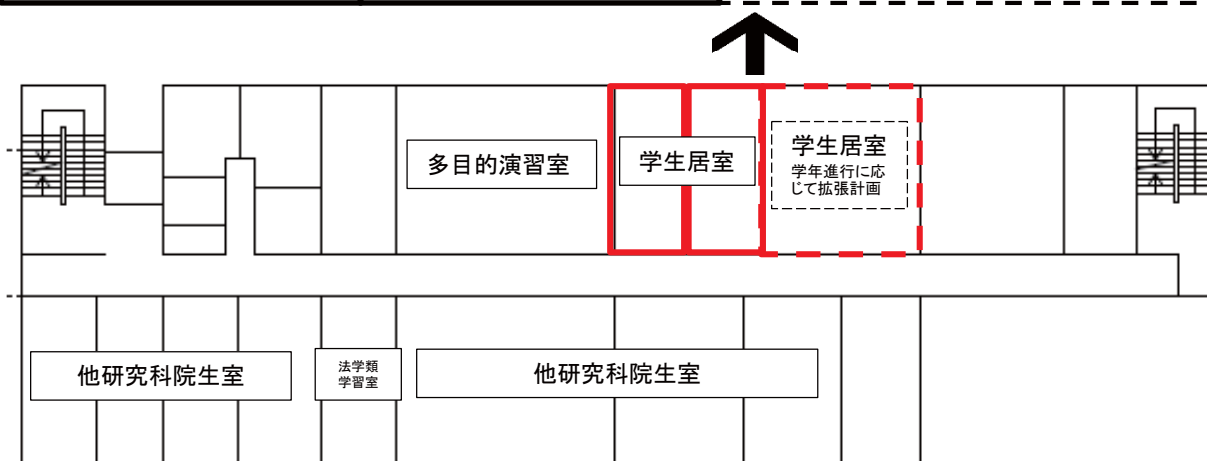 多目的演習室
学生居室
学生居室
学年進行に応
じて拡張計画
他研究科院生室
法学類
学習室
他研究科院生室